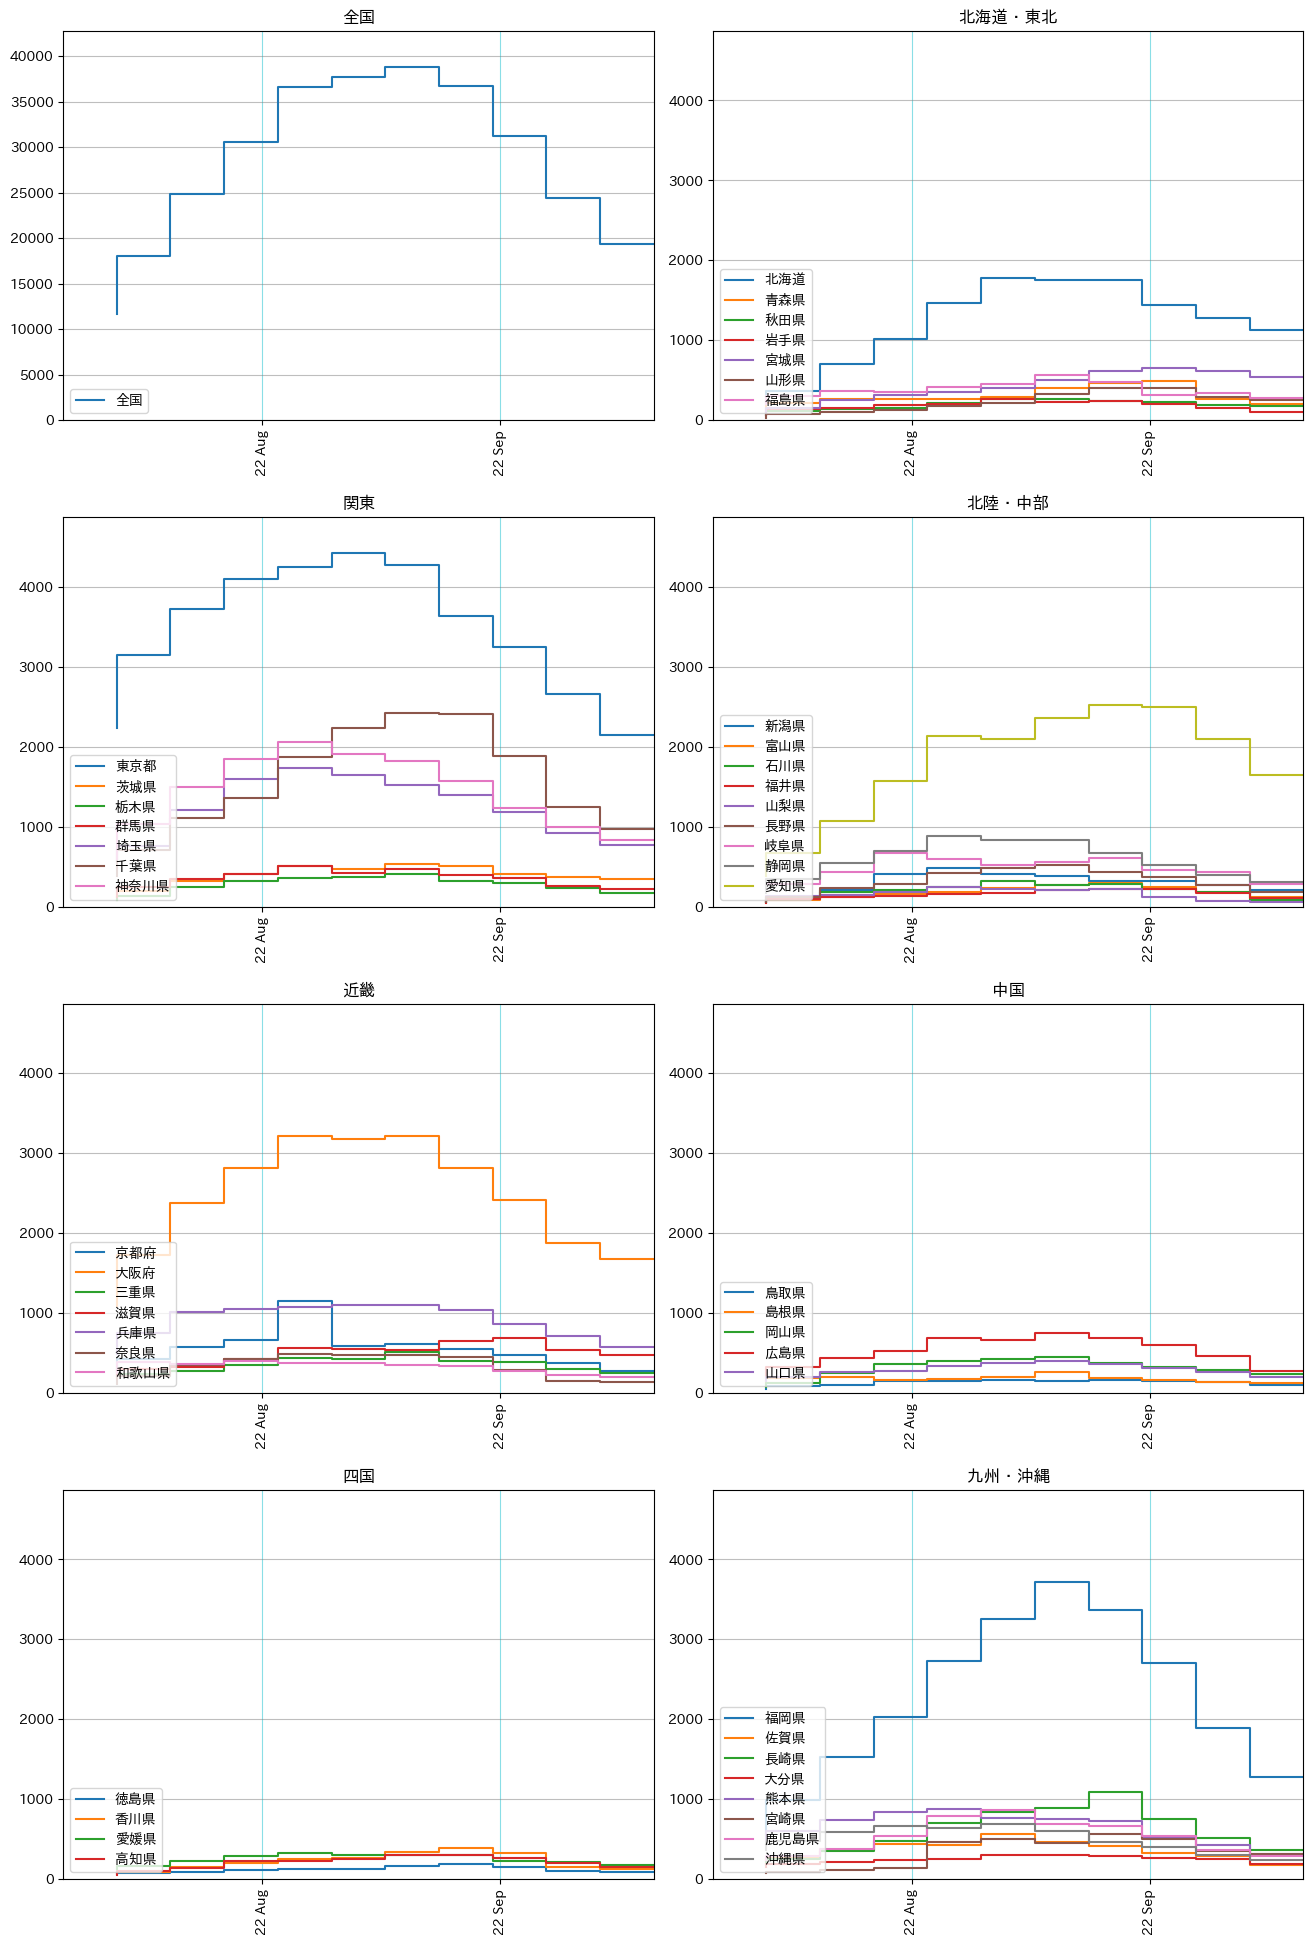 全国
40000
35000
30000
25000
20000
15000
10000
5000
0
全国
22 Aug
22 Sep
北海道・東北
4000
3000
2000
1000
0
北海道
青森県
秋田県
岩手県
宮城県
山形県
福島県
22 Aug
22 Sep
関東
4000
3000
2000
1000
0
東京都
茨城県
栃木県
群馬県
埼玉県
千葉県
神奈川県
22 Aug
22 Sep
北陸・中部
4000
3000
2000
1000
0
新潟県
富山県
石川県
福井県
山梨県
長野県
岐阜県
静岡県
愛知県
22 Aug
22 Sep
近畿
4000
3000
2000
1000
0
京都府
大阪府
三重県
滋賀県
兵庫県
奈良県
和歌山県
22 Aug
22 Sep
中国
4000
3000
2000
1000
0
鳥取県
島根県
岡山県
広島県
山口県
22 Aug
22 Sep
四国
4000
3000
2000
1000
0
徳島県
香川県
愛媛県
高知県
22 Aug
22 Sep
九州・沖縄
4000
3000
2000
1000
0
福岡県
佐賀県
長崎県
大分県
熊本県
宮崎県
鹿児島県
沖縄県
22 Aug
22 Sep